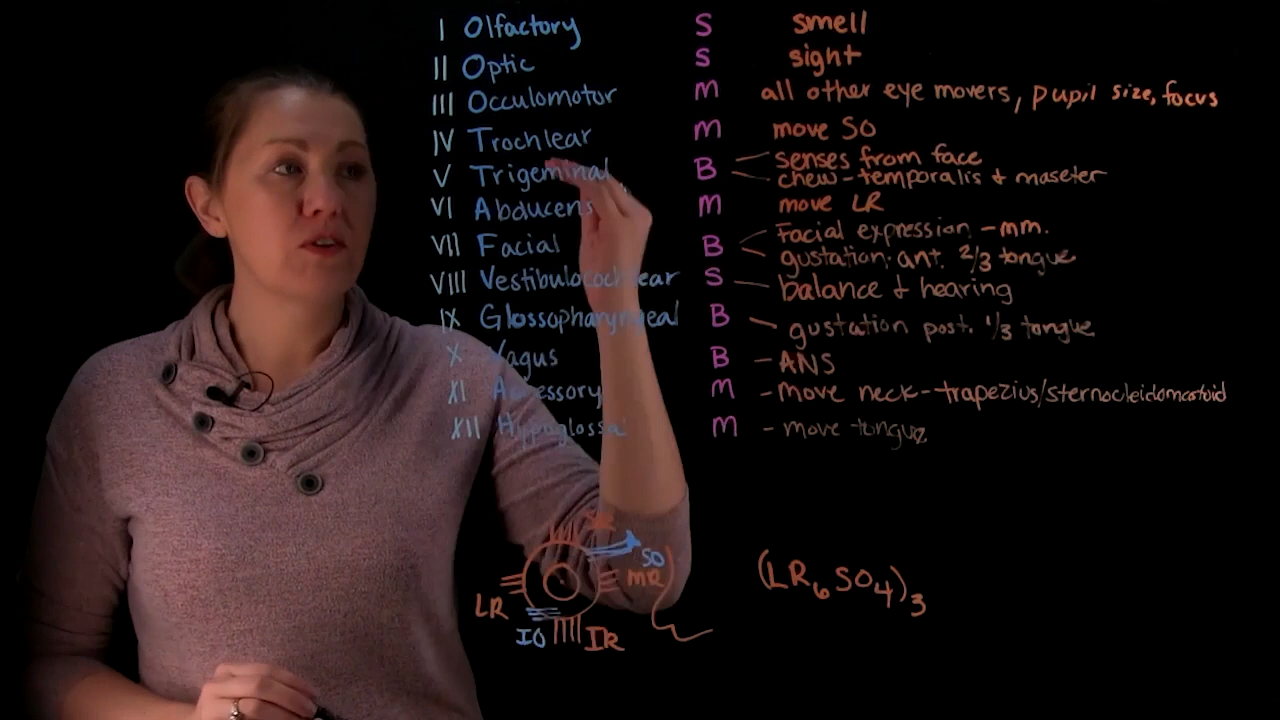 I Olfactory S smell
II Optic S sight
III Occulomotor M all other eye movers, pupil size, focus
IV Trochlear M move SO
V Trigeminal B senses from face
chew - temporalis + maseter
VI Abducens M move LR
VII Facial B Facial expression - mm.
gustation. ant. 2/3 tongue
VIII Vestibulocochlear S balance + hearing
IX Glossopharyngeal B gustation post. 1/3 tongue
X Vagus B - ANS
XI Accessory M - move neck - trapezius/sternocleidomastoid
XII Hypoglossal M - move tongue
SO
MR
LR
IO
IR
(LR6SO4)3